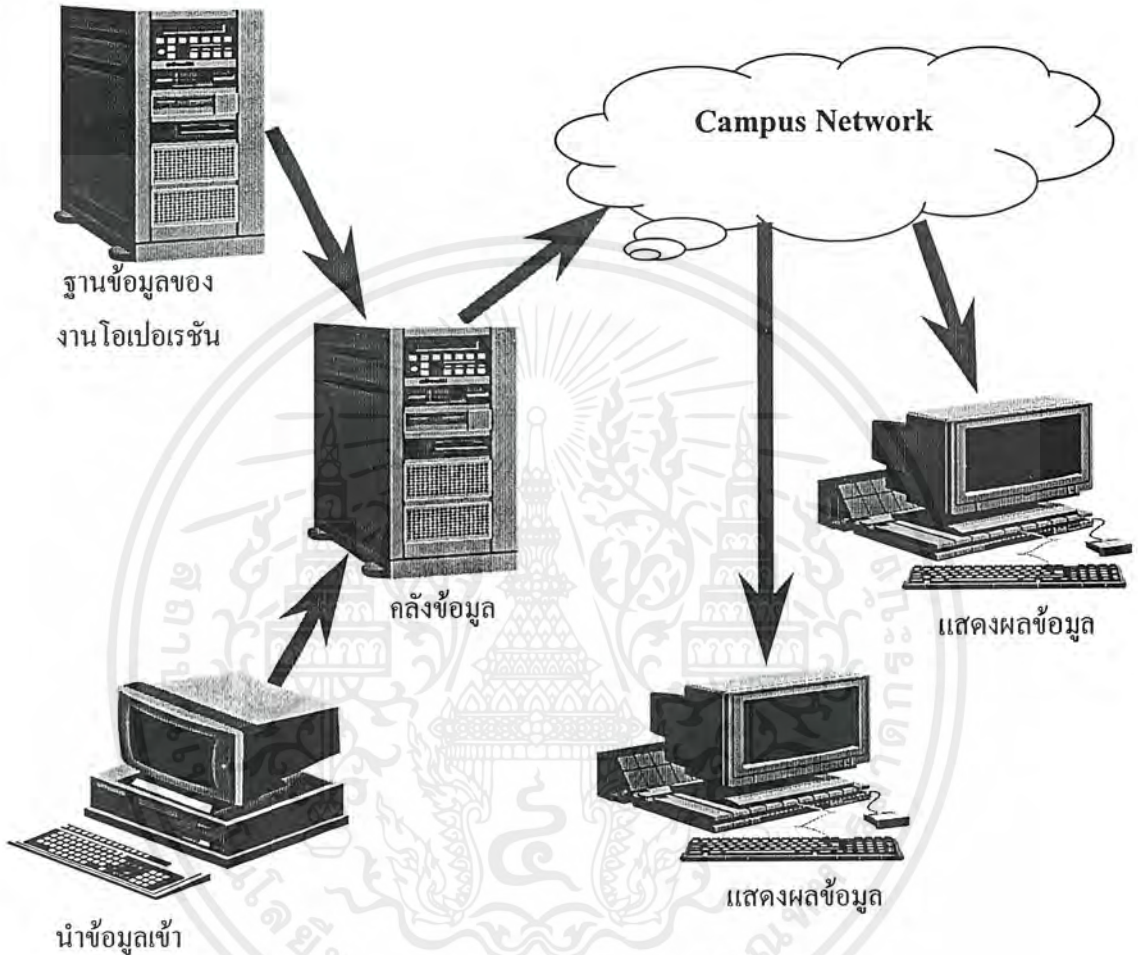 Campus Network
ฐานข้อมูลของ
งานโอเปอเรชัน
คลังข้อมูล
แสดงผลข้อมูล
แสดงผลข้อมูล
นำข้อมูลเข้า